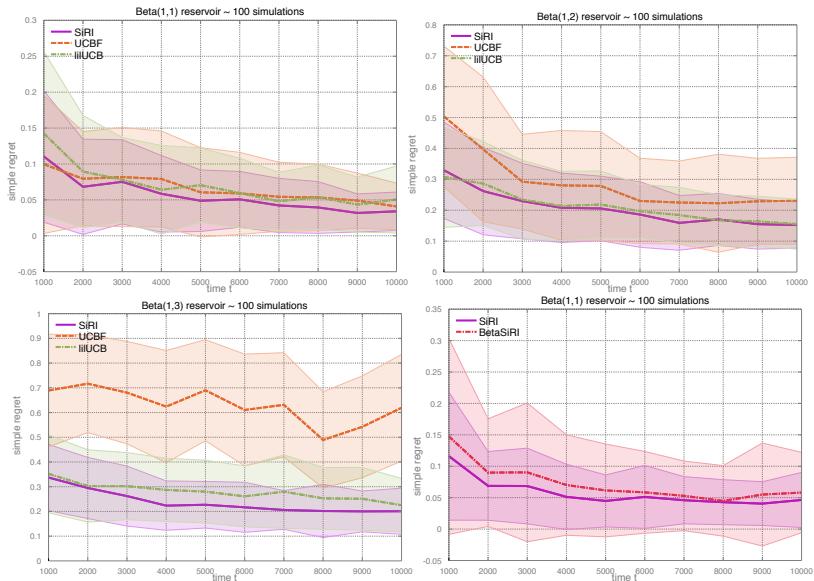 Beta(1,1) reservoir ~ 100 simulations
0.3
0.25
0.2
0.15
0.1
0.05
0
-0.05
simple regret
SiRI
UCBF
lilUCB
1000 2000 3000 4000 5000 6000 7000 8000 9000 10000
time t
Beta(1,2) reservoir ~ 100 simulations
0.8
0.7
0.6
0.5
0.4
0.3
0.2
0.1
0
simple regret
SiRI
UCBF
lilUCB
1000 2000 3000 4000 5000 6000 7000 8000 9000 10000
time t
Beta(1,3) reservoir ~ 100 simulations
1
0.9
0.8
0.7
0.6
0.5
0.4
0.3
0.2
0.1
0
simple regret
SiRI
UCBF
lilUCB
1000 2000 3000 4000 5000 6000 7000 8000 9000 10000
time t
Beta(1,1) reservoir ~ 100 simulations
0.35
0.3
0.25
0.2
0.15
0.1
0.05
0
-0.05
simple regret
SiRI
BetaSiRI
1000 2000 3000 4000 5000 6000 7000 8000 9000 10000
time t